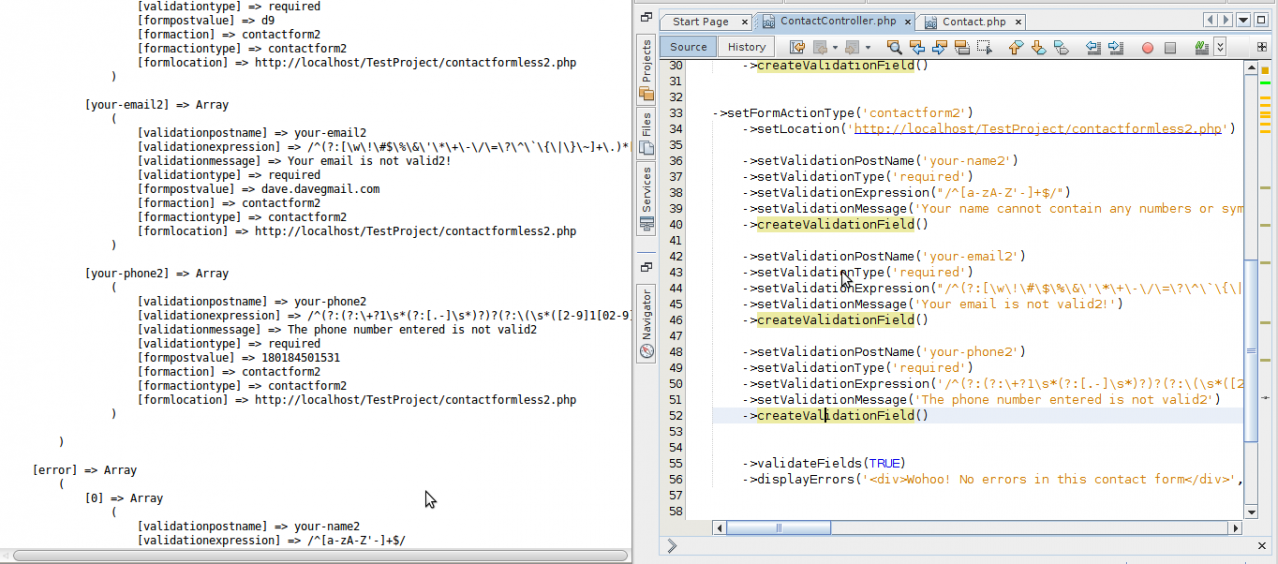 [validationtype] => required
[formpostvalue] => d9
[formaction] => contactform2
[formactiontype] => contactform2
[formlocation] => http://localhost/TestProject/contactformless2.php
)
[your-email2] => Array
(
[validationpostname] => your-email2
[validationexpression] => /^(?:[\w\!\#\$\%\&\'\*\+\-\/\=\?\^\`\{\|\}\~]+\.)*[
[validationmessage] => Your email is not valid2!
[validationtype] => required
[formpostvalue] => dave.davegmail.com
[formaction] => contactform2
[formactiontype] => contactform2
[formlocation] => http://localhost/TestProject/contactformless2.php
)
[your-phone2] => Array
(
[validationpostname] => your-phone2
[validationexpression] => /^(?:(?:\+?1\s*(?:[.-]\s*)?)?(?:\(\s*([2-9]1[02-9]
[validationmessage] => The phone number entered is not valid2
[validationtype] => required
[formpostvalue] => 180184501531
[formaction] => contactform2
[formactiontype] => contactform2
[formlocation] => http://localhost/TestProject/contactformless2.php
)
)
[error] => Array
(
[0] => Array
(
[validationpostname] => your-name2
[validationexpression] => /^[a-zA-Z'-]+$/
Projects
Files
Services
Navigator
Start Page
ContactController.php
Contact.php
Source
History
30 ->createValidationField()
31
32
33 ->setFormActionType('contactform2')
34 ->setLocation('http://localhost/TestProject/contactformless2.php')
35
36 ->setValidationPostName('your-name2')
37 ->setValidationType('required')
38 ->setValidationExpression("/^[a-zA-Z'-]+$/")
39 ->setValidationMessage('Your name cannot contain any numbers or sym
40 ->createValidationField()
41
42 ->setValidationPostName('your-email2')
43 ->setValidationType('required')
44 ->setValidationExpression("/^(?:[\w\!\#\$\%\&\'\*\+\-\/\=\?\^\`\{\|
45 ->setValidationMessage('Your email is not valid2!')
46 ->createValidationField()
47
48 ->setValidationPostName('your-phone2')
49 ->setValidationType('required')
50 ->setValidationExpression('/^(?:(?:\+?1\s*(?:[.-]\s*)?)?(?:\(\s*([2
51 ->setValidationMessage('The phone number entered is not valid2')
52 ->createValidationField()
53
54
55 ->validateFields(TRUE)
56 ->displayErrors('<div>Wohoo! No errors in this contact form</div>',
57
58